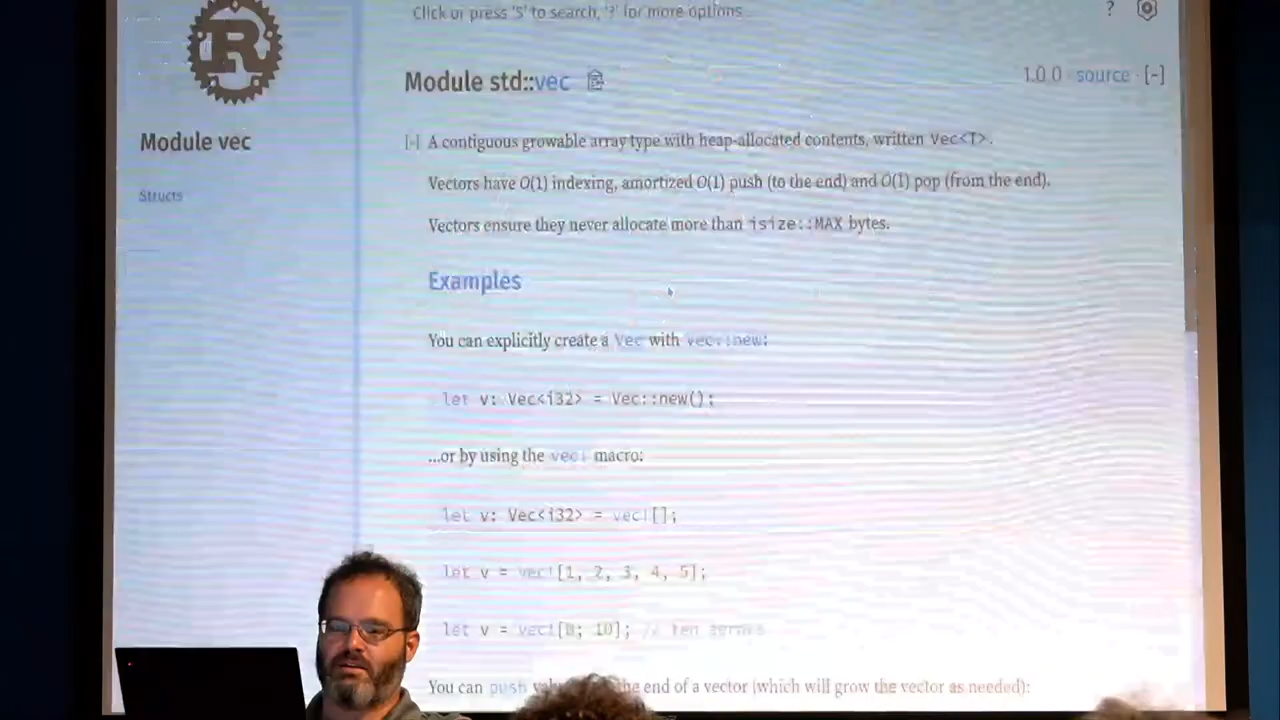 Click or press 'S' to search, '?' for more options...
?
R
Module std::vec
1.0.0 · source · [-]
Module vec
[-] A contiguous growable array type with heap-allocated contents, written Vec<T>.
Vectors have O(1) indexing, amortized O(1) push (to the end) and O(1) pop (from the end).
Structs
Vectors ensure they never allocate more than isize::MAX bytes.
Examples
You can explicitly create a Vec with Vec::new:
let v: Vec<i32> = Vec::new();
...or by using the vec! macro:
let v: Vec<i32> = vec![];
let v = vec![1, 2, 3, 4, 5];
let v = vec![0; 10]; // ten zeroes
You can push the end of a vector (which will grow the vector as needed):